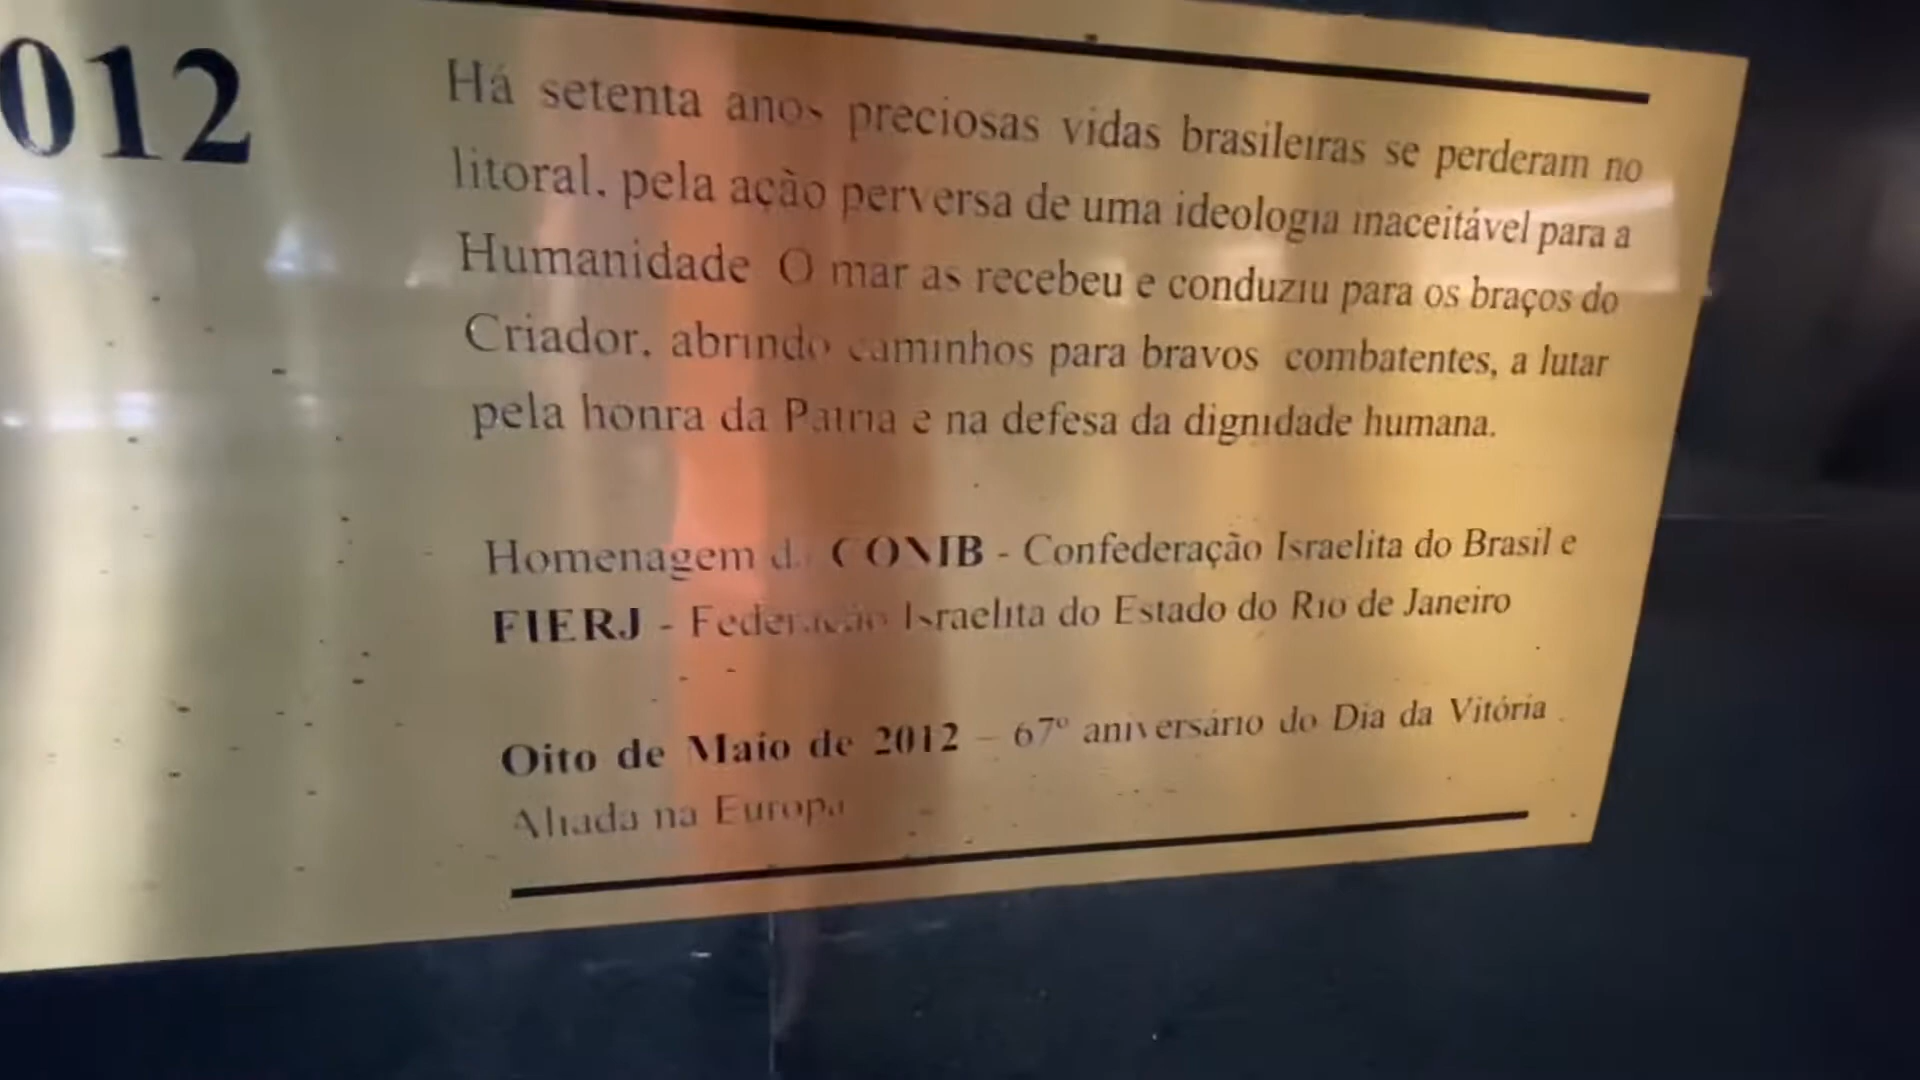 012
Há setenta anos preciosas vidas brasileiras se perderam no
litoral, pela ação perversa de uma ideologia inaceitável para a
Humanidade O mar as recebeu e conduziu para os braços do
Criador, abrindo caminhos para bravos combatentes, a lutar
pela honra da Patria e na defesa da dignidade humana.
Homenagem da CONIB - Confederação Israelita do Brasil e
FIERJ - Federação Israelita do Estado do Rio de Janeiro
Oito de Maio de 2012 – 67º aniversário do Dia da Vitória
Aliada na Europa